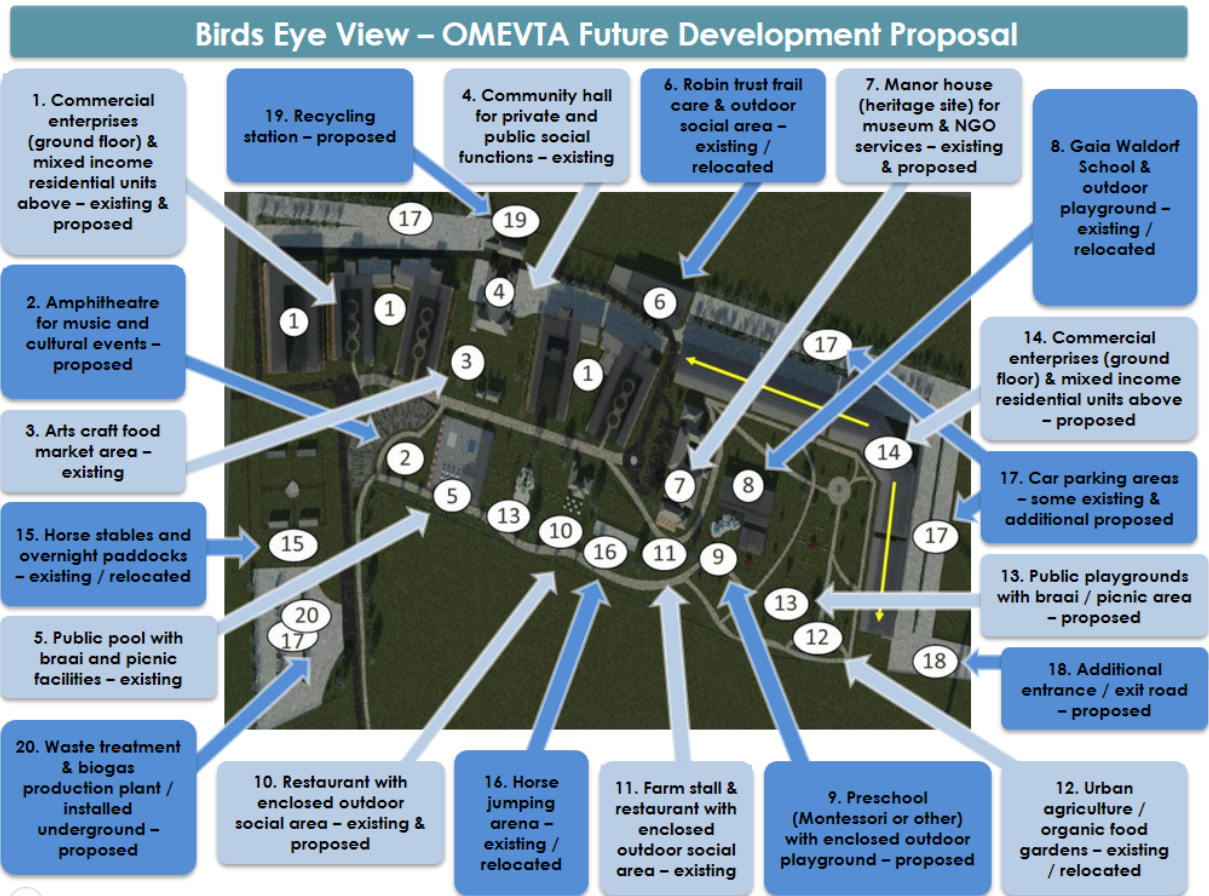 Birds Eye View – OMEVTA Future Development Proposal
1. Commercial
enterprises
(ground floor) &
mixed income
residential units
above – existing &
proposed
19. Recycling
station – proposed
4. Community hall
for private and
public social
functions – existing
6. Robin trust frail
care & outdoor
social area –
existing /
relocated
7. Manor house
(heritage site) for
museum & NGO
services – existing
& proposed
8. Gaia Waldorf
School &
outdoor
playground –
existing /
relocated
2. Amphitheatre
for music and
cultural events –
proposed
3. Arts craft food
market area –
existing
15. Horse stables and
overnight paddocks
– existing / relocated
5. Public pool with
braai and picnic
facilities – existing
20. Waste treatment
& biogas
production plant /
installed
underground –
proposed
17
19
4
6
1
1
1
3
17
14
2
5
7
8
13
10
16
11
9
15
17
20
17
13
12
18
14. Commercial
enterprises (ground
floor) & mixed income
residential units above
– proposed
17. Car parking areas
– some existing &
additional proposed
13. Public playgrounds
with braai / picnic area
– proposed
18. Additional
entrance / exit road
– proposed
10. Restaurant with
enclosed outdoor
social area – existing &
proposed
16. Horse
jumping
arena –
existing /
relocated
11. Farm stall &
restaurant with
enclosed
outdoor social
area – existing
9. Preschool
(Montessori or other)
with enclosed outdoor
playground – proposed
12. Urban
agriculture /
organic food
gardens – existing
/ relocated